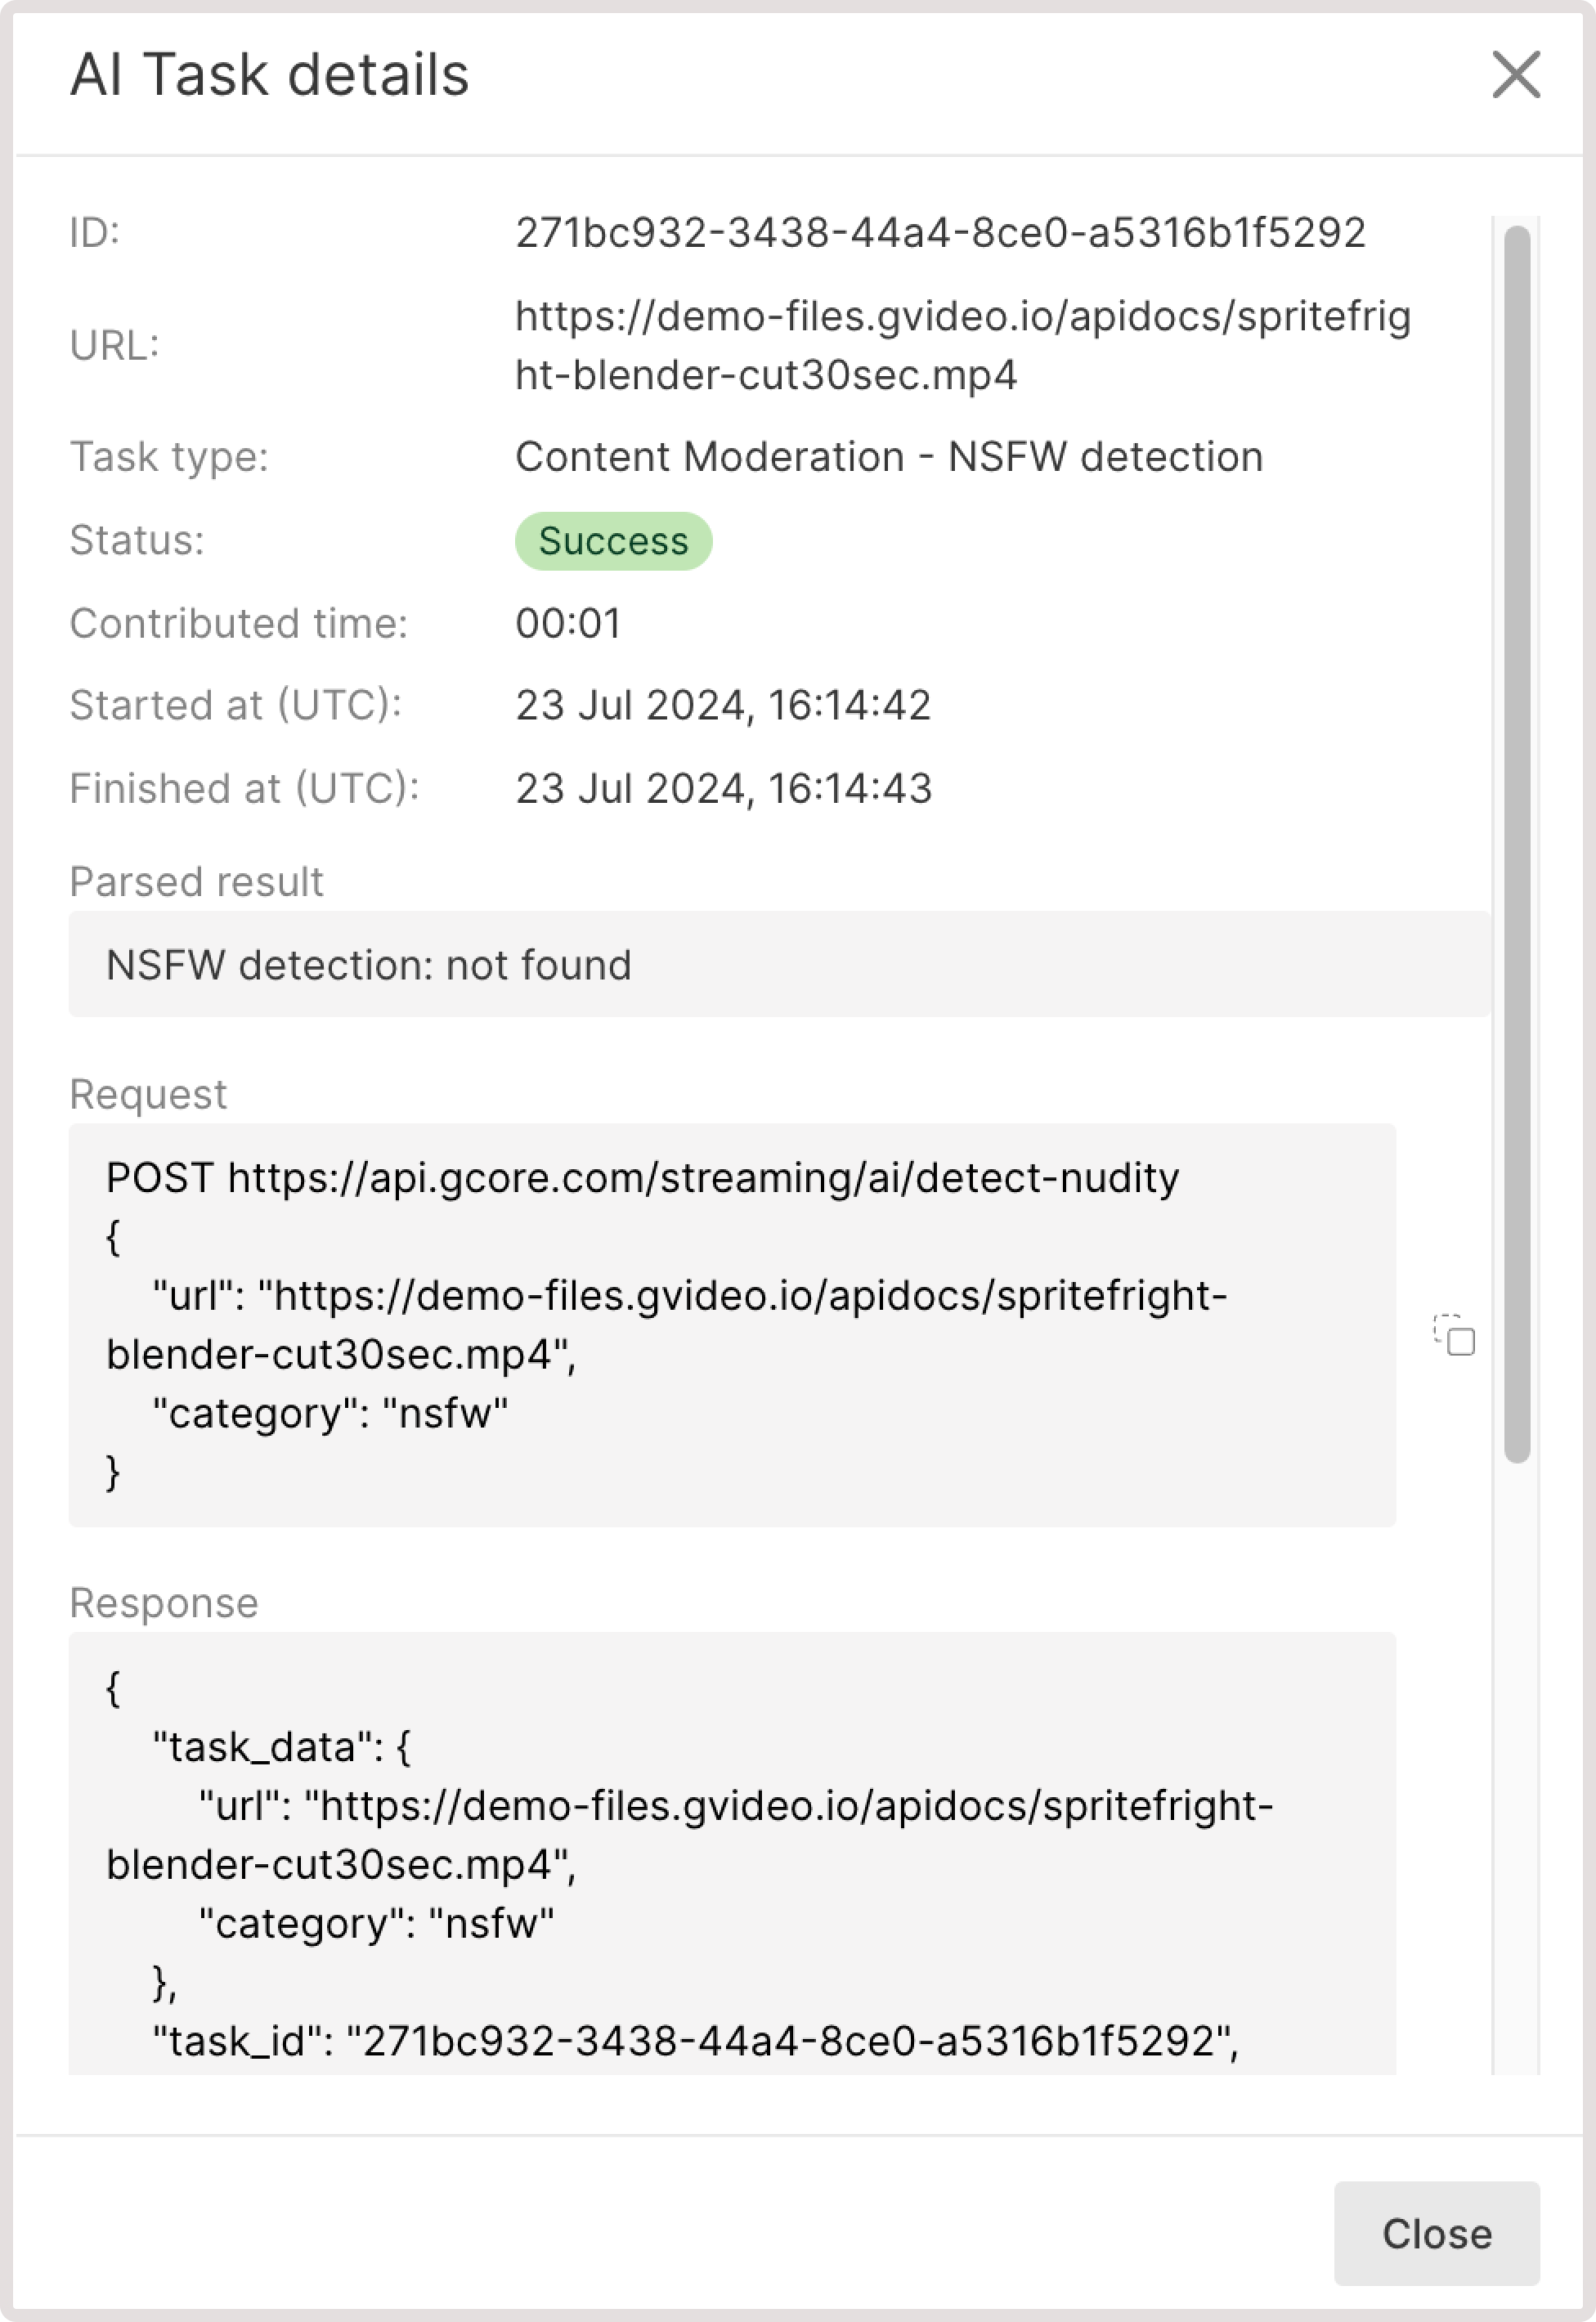 AI Task details
ID: 271bc932-3438-44a4-8ce0-a5316b1f5292
URL: https://demo-files.gvideo.io/apidocs/spritefrig
ht-blender-cut30sec.mp4
Task type: Content Moderation - NSFW detection
Status: Success
Contributed time: 00:01
Started at (UTC): 23 Jul 2024, 16:14:42
Finished at (UTC): 23 Jul 2024, 16:14:43
Parsed result
NSFW detection: not found
Request
POST https://api.gcore.com/streaming/ai/detect-nudity
{
"url": "https://demo-files.gvideo.io/apidocs/spritefright-
blender-cut30sec.mp4",
"category": "nsfw"
}
Response
{
"task_data": {
"url": "https://demo-files.gvideo.io/apidocs/spritefright-
blender-cut30sec.mp4",
"category": "nsfw"
},
"task_id": "271bc932-3438-44a4-8ce0-a5316b1f5292",
Close